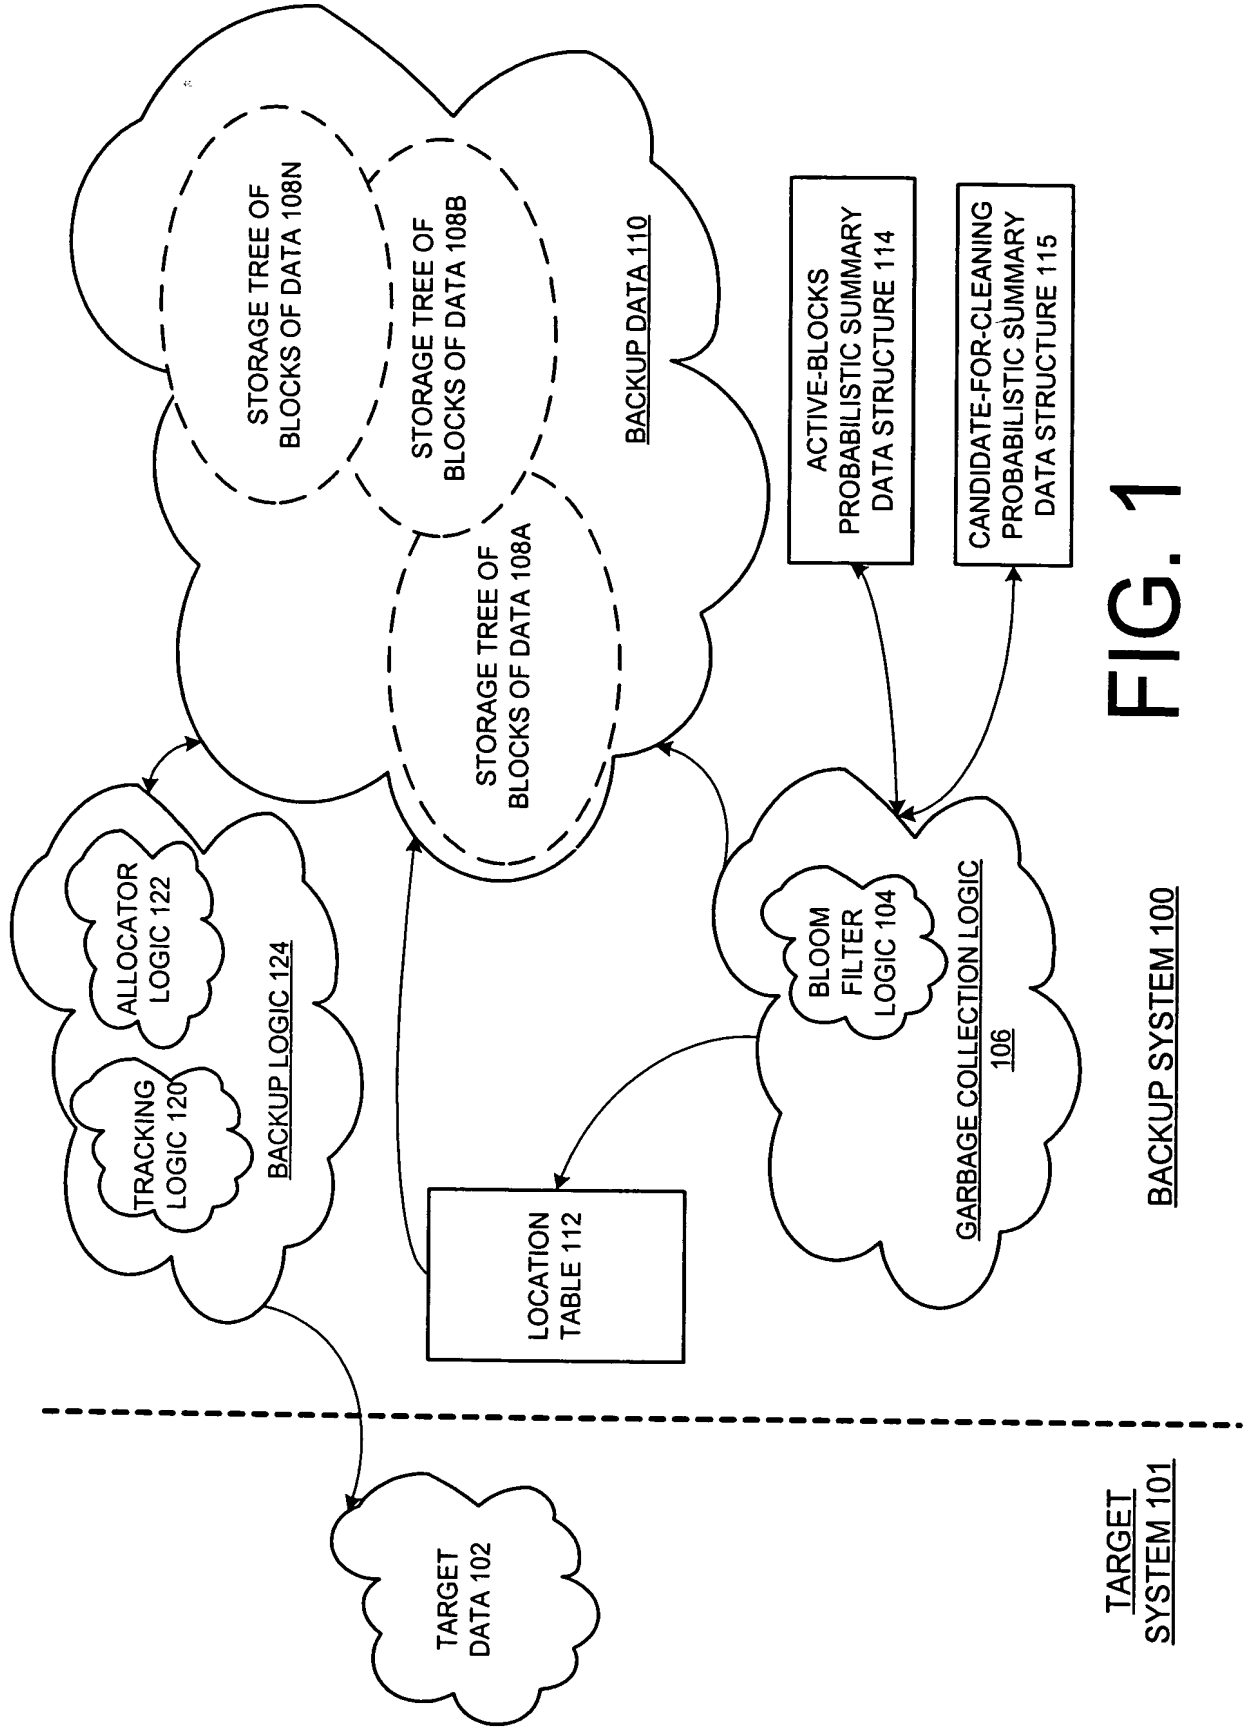 TARGET
DATA 102
TARGET
SYSTEM 101
TRACKING
LOGIC 120
ALLOCATOR
LOGIC 122
BACKUP LOGIC 124
LOCATION
TABLE 112
BLOOM
FILTER
LOGIC 104
GARBAGE COLLECTION LOGIC
106
BACKUP SYSTEM 100
STORAGE TREE OF
BLOCKS OF DATA 108N
STORAGE TREE OF
BLOCKS OF DATA 108B
STORAGE TREE OF
BLOCKS OF DATA 108A
BACKUP DATA 110
ACTIVE-BLOCKS
PROBABILISTIC SUMMARY
DATA STRUCTURE 114
CANDIDATE-FOR-CLEANING
PROBABILISTIC SUMMARY
DATA STRUCTURE 115
FIG. 1